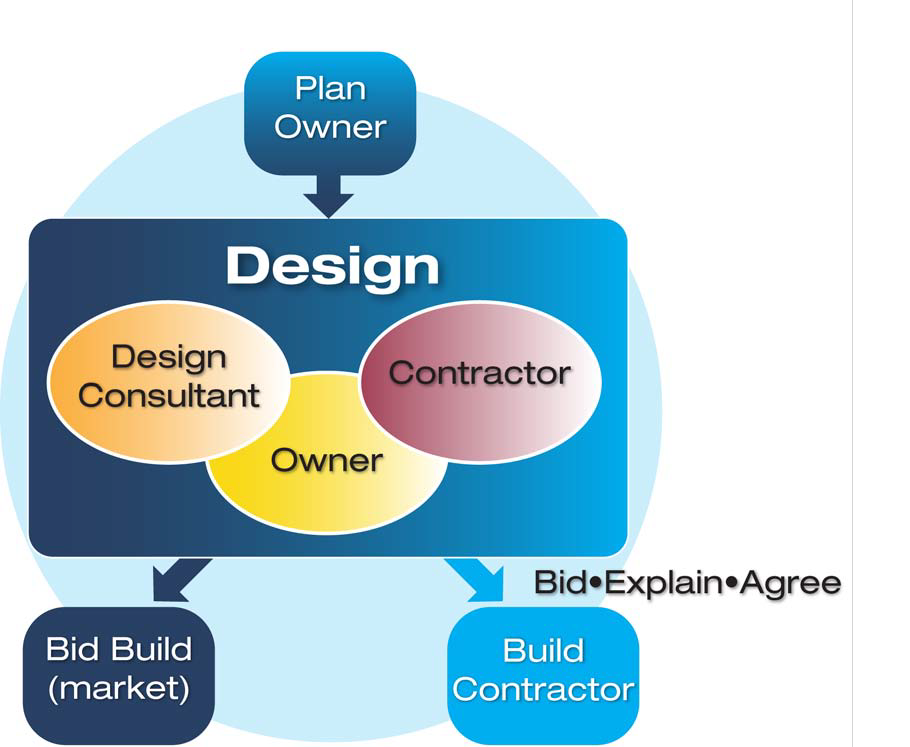 Plan
Owner
Design
Design
Consultant
Contractor
Owner
Bid•Explain•Agree
Bid Build
(market)
Build
Contractor